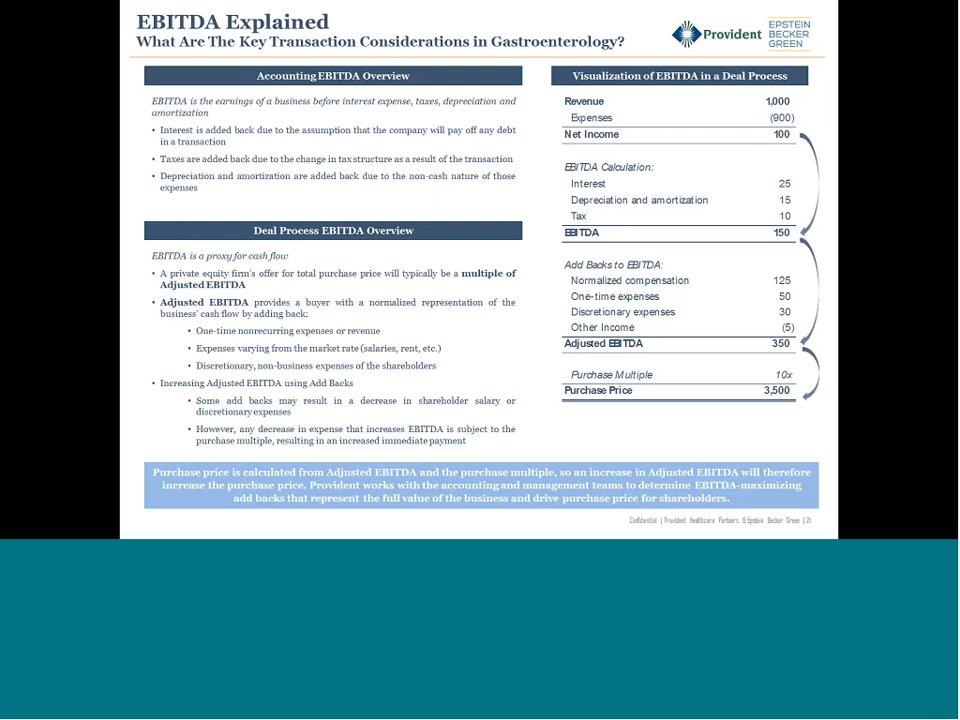 EBITDA Explained
What Are The Key Transaction Considerations in Gastroenterology?
Provident
EPSTEIN
BECKER
GREEN
Accounting EBITDA Overview
EBITDA is the earnings of a business before interest expense, taxes, depreciation and
amortization
• Interest is added back due to the assumption that the company will pay off any debt
in a transaction
• Taxes are added back due to the change in tax structure as a result of the transaction
• Depreciation and amortization are added back due to the non-cash nature of those
expenses
Deal Process EBITDA Overview
EBITDA is a proxy for cash flow
• A private equity firm's offer for total purchase price will typically be a multiple of
Adjusted EBITDA
• Adjusted EBITDA provides a buyer with a normalized representation of the
business' cash flow by adding back:
• One-time nonrecurring expenses or revenue
• Expenses varying from the market rate (salaries, rent, etc.)
• Discretionary, non-business expenses of the shareholders
• Increasing Adjusted EBITDA using Add Backs
• Some add backs may result in a decrease in shareholder salary or
discretionary expenses
• However, any decrease in expense that increases EBITDA is subject to the
purchase multiple, resulting in an increased immediate payment
Visualization of EBITDA in a Deal Process
Revenue 1,000
Expenses (900)
Net Income 100
EBITDA Calculation:
Interest 25
Depreciation and amortization 15
Tax 10
EBITDA 150
Add Backs to EBITDA:
Normalized compensation 125
One-time expenses 50
Discretionary expenses 30
Other Income (5)
Adjusted EBITDA 350
Purchase Multiple 10x
Purchase Price 3,500
Purchase price is calculated from Adjusted EBITDA and the purchase multiple, so an increase in Adjusted EBITDA will therefore
increase the purchase price. Provident works with the accounting and management teams to determine EBITDA-maximizing
add backs that represent the full value of the business and drive purchase price for shareholders.
Confidential | Provident Healthcare Partners & Epstein Becker Green | 21